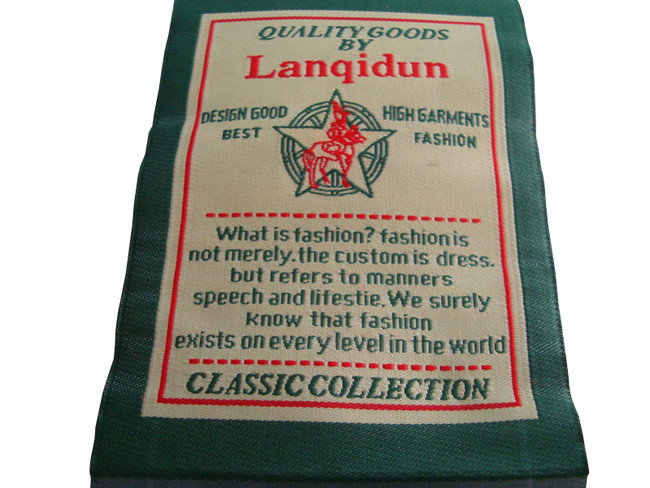 QUALITY GOODS
BY
Lanqidun
DESIGN GOOD
BEST
HIGH GARMENTS
FASHION
What is fashion? fashion is
not merely.the custom is dress.
but refers to manners
speech and lifestie.We surely
know that fashion
exists on every level in the world
CLASSIC COLLECTION